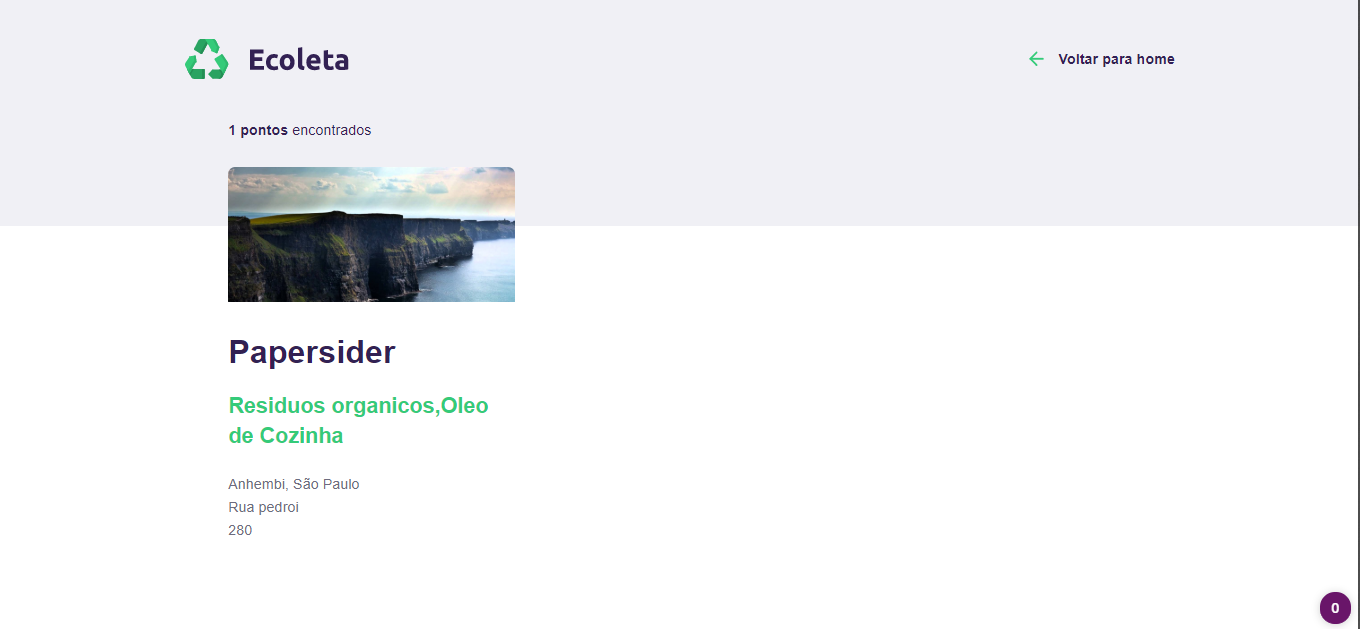 Ecoleta
Voltar para home
1 pontos encontrados
Papersider
Residuos organicos,Oleo
de Cozinha
Anhembi, São Paulo
Rua pedroi
280
0